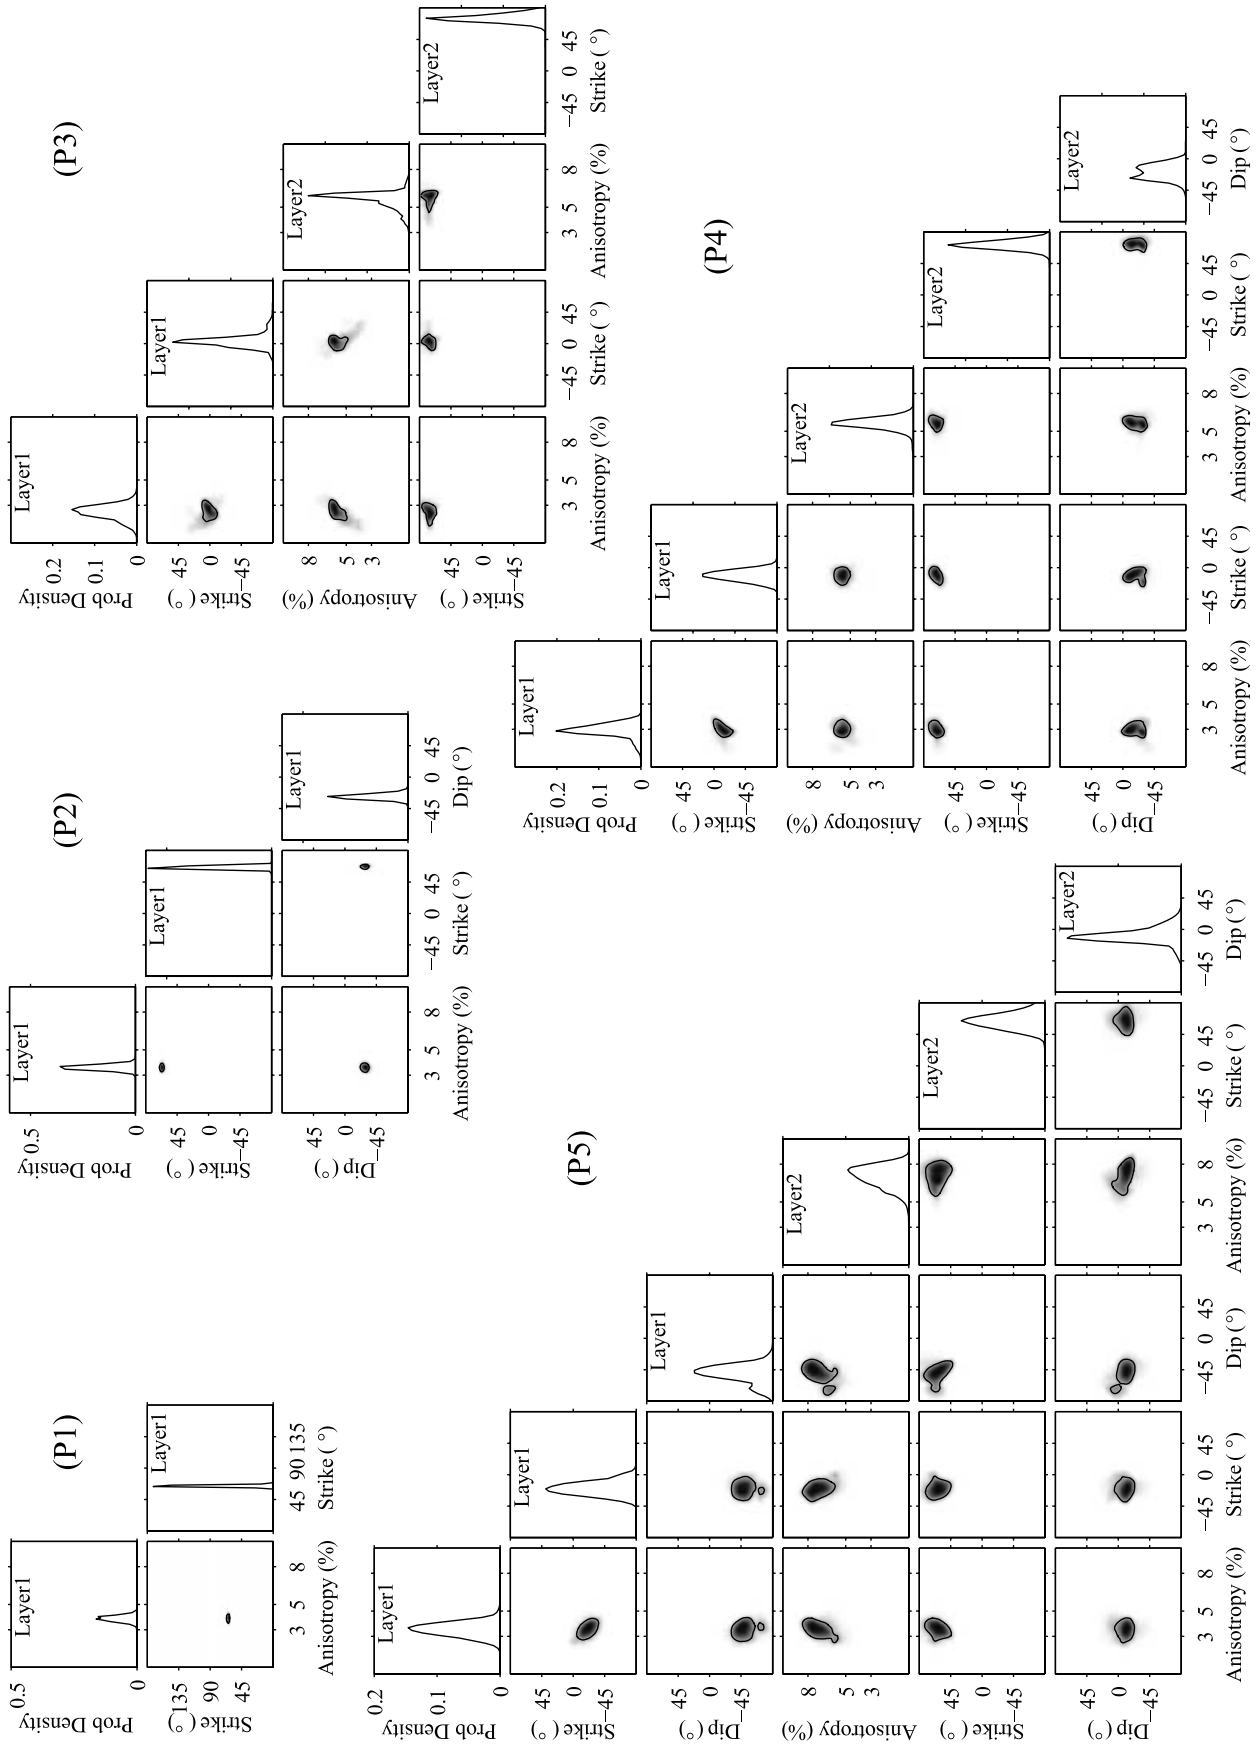 (P1)
Prob Density
0.5
0
Layer1
Strike (°)
135
90
45
Layer1
3 5 8
Anisotropy (%)
45 90 135
Strike (°)
(P2)
Prob Density
0.5
0
Layer1
Strike (°)
45
0
−45
Layer1
Dip (°)
45
0
−45
Layer1
3 5 8
Anisotropy (%)
−45 0 45
Strike (°)
−45 0 45
Dip (°)
(P3)
Prob Density
0.2
0.1
0
Layer1
Strike (°)
45
0
−45
Layer1
Anisotropy (%)
8
5
3
Layer2
Strike (°)
45
0
−45
Layer2
3 5 8
Anisotropy (%)
−45 0 45
Strike (°)
3 5 8
Anisotropy (%)
−45 0 45
Strike (°)
(P5)
Prob Density
0.2
0.1
0
Layer1
Strike (°)
45
0
−45
Layer1
Dip (°)
45
0
−45
Layer1
Anisotropy (%)
8
5
3
Layer2
Strike (°)
45
0
−45
Layer2
Dip (°)
45
0
−45
Layer2
3 5 8
Anisotropy (%)
−45 0 45
Strike (°)
−45 0 45
Dip (°)
3 5 8
Anisotropy (%)
−45 0 45
Strike (°)
−45 0 45
Dip (°)
(P4)
Prob Density
0.2
0.1
0
Layer1
Strike (°)
45
0
−45
Layer1
Anisotropy (%)
8
5
3
Layer2
Strike (°)
45
0
−45
Layer2
Dip (°)
45
0
−45
Layer2
3 5 8
Anisotropy (%)
−45 0 45
Strike (°)
3 5 8
Anisotropy (%)
−45 0 45
Strike (°)
−45 0 45
Dip (°)